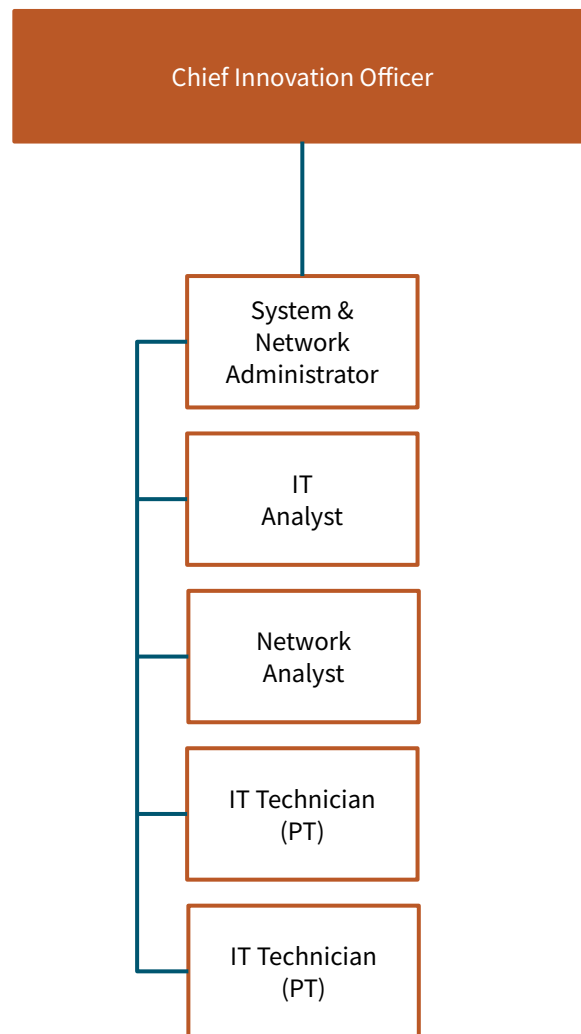 Chief Innovation Officer
System &
Network
Administrator
IT
Analyst
Network
Analyst
IT Technician
(PT)
IT Technician
(PT)